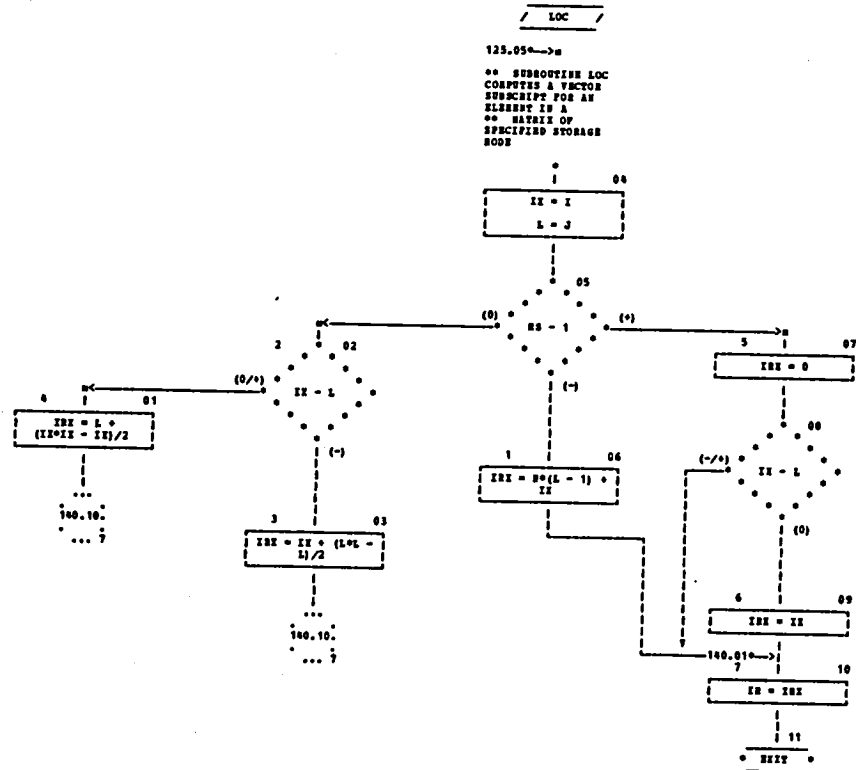 / LOC /
125.05*-->*
** SUBROUTINE LOC
COMPUTES A VECTOR
SUBSCRIPT FOR AN
ELEMENT IN A
** MATRIX OF
SPECIFIED STORAGE
MODE
04
IX = I
L = J
05
(0)
MS - 1
(+)
(-)
2
02
(0/+)
IX - L
(-)
5
07
IRX = 0
4
01
IRX = L +
(IX*IX - IX)/2
08
(-/+)
IX - L
(0)
1
06
IRX = N*(L - 1) +
IX
140.10.
7
3
03
IRX = IX + (L*L -
L)/2
6
09
IRX = IX
140.10.
7
140.01*-->
7
10
IR = IRX
11
* EXIT *